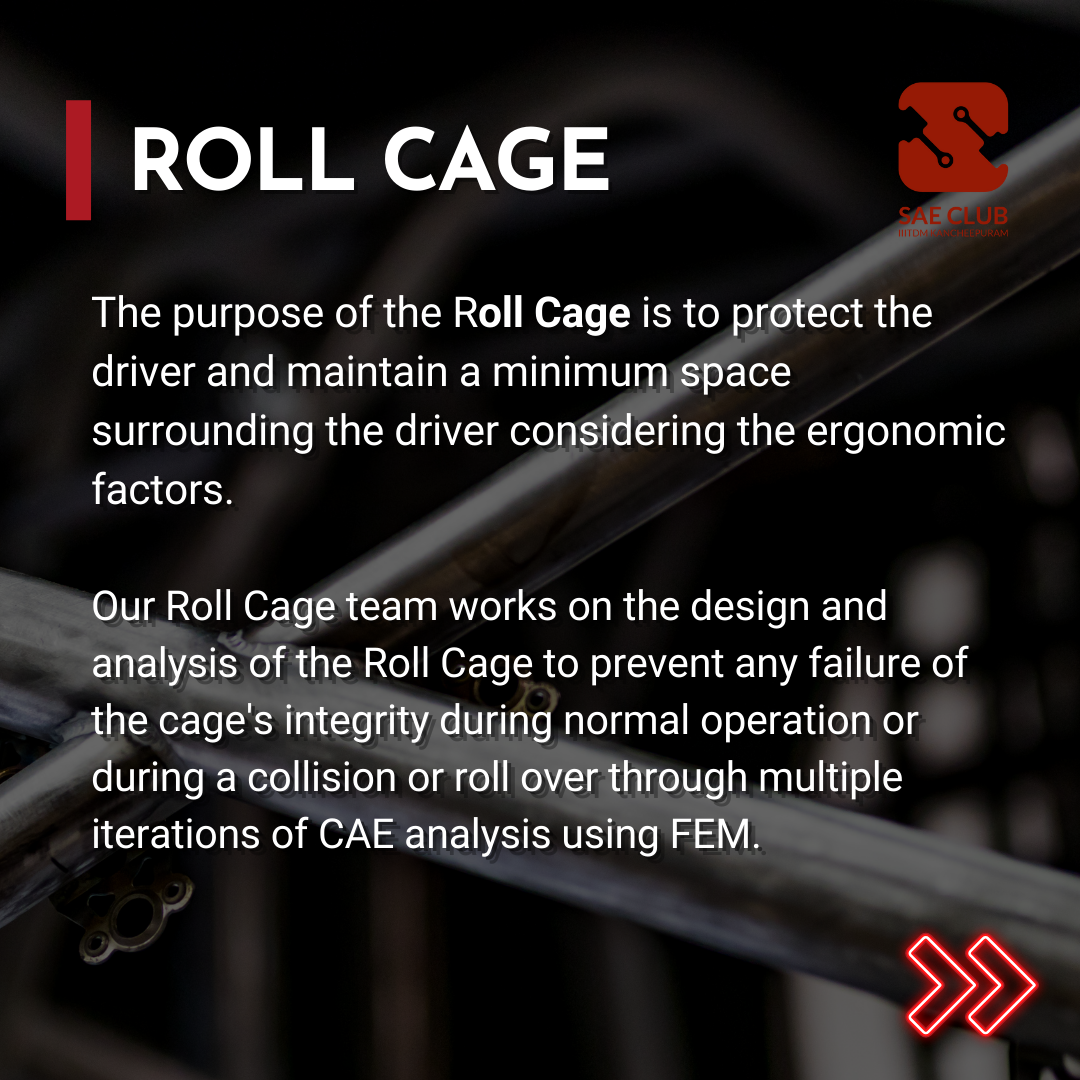 ROLL CAGE
SAE CLUB
IIITDM KANCHEEPURAM
The purpose of the Roll Cage is to protect the
driver and maintain a minimum space
surrounding the driver considering the ergonomic
factors.
Our Roll Cage team works on the design and
analysis of the Roll Cage to prevent any failure of
the cage's integrity during normal operation or
during a collision or roll over through multiple
iterations of CAE analysis using FEM.